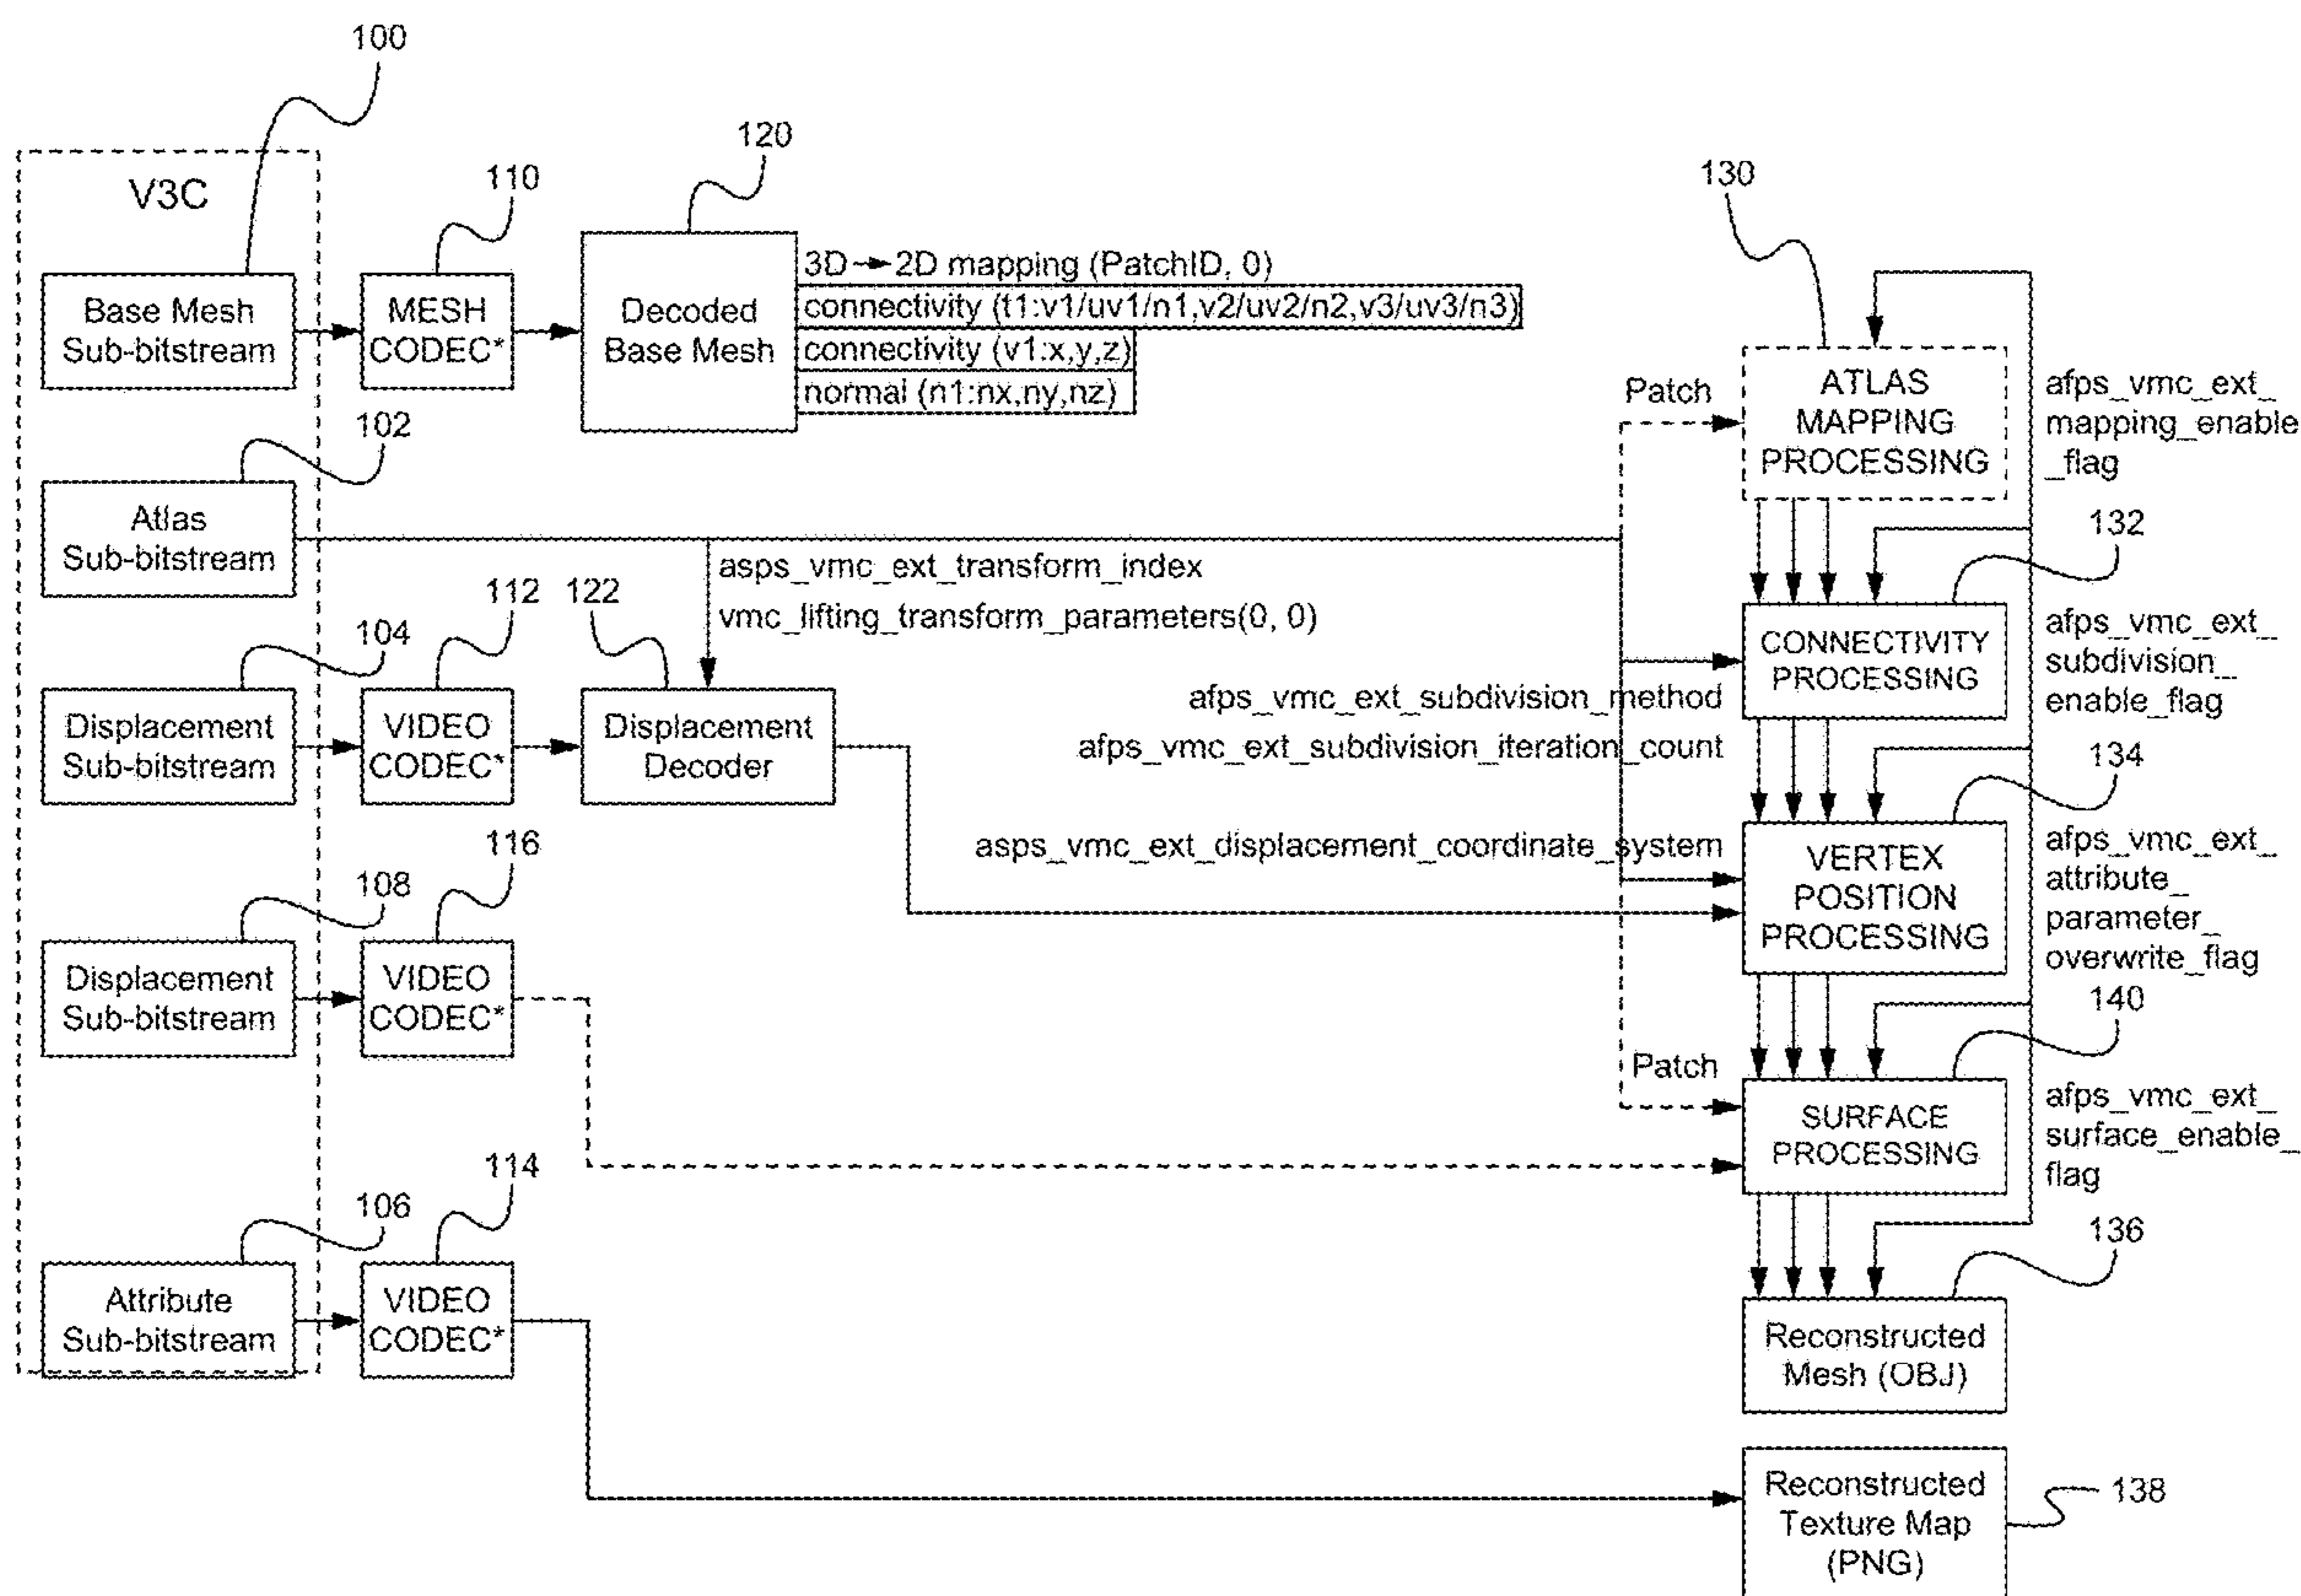 100
V3C
110
120
130
Base Mesh
Sub-bitstream
MESH
CODEC*
Decoded
Base Mesh
3D→2D mapping (PatchID, 0)
connectivity (t1:v1/uv1/n1,v2/uv2/n2,v3/uv3/n3)
connectivity (v1:x,y,z)
normal (n1:nx,ny,nz)
Patch
ATLAS
MAPPING
PROCESSING
afps_vmc_ext_
mapping_enable
_flag
102
Atlas
Sub-bitstream
asps_vmc_ext_transform_index
vmc_lifting_transform_parameters(0, 0)
132
104
112
122
Displacement
Sub-bitstream
VIDEO
CODEC*
Displacement
Decoder
CONNECTIVITY
PROCESSING
afps_vmc_ext_
subdivision_
enable_flag
afps_vmc_ext_subdivision_method
afps_vmc_ext_subdivision_iteration_count
134
asps_vmc_ext_displacement_coordinate_system
VERTEX
POSITION
PROCESSING
afps_vmc_ext_
attribute_
parameter_
overwrite_flag
108
116
Displacement
Sub-bitstream
VIDEO
CODEC*
140
Patch
SURFACE
PROCESSING
afps_vmc_ext_
surface_enable_
flag
106
114
Attribute
Sub-bitstream
VIDEO
CODEC*
136
Reconstructed
Mesh (OBJ)
Reconstructed
Texture Map
(PNG)
138